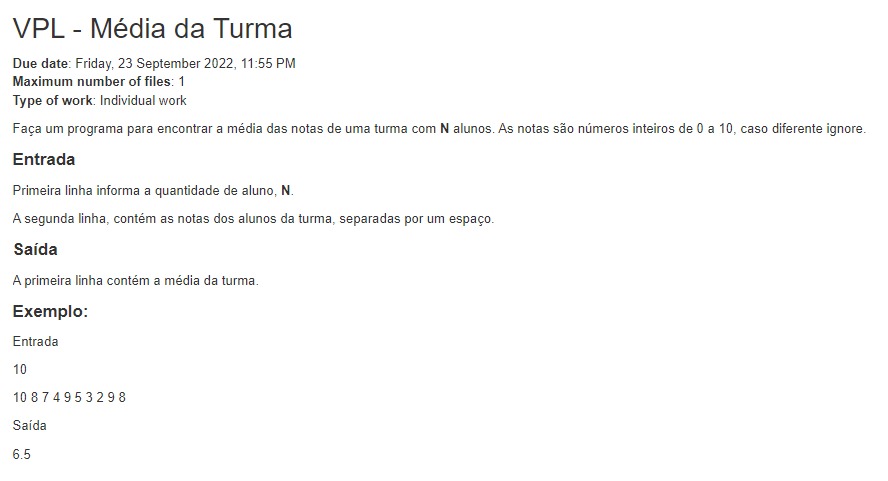 VPL - Média da Turma
Due date: Friday, 23 September 2022, 11:55 PM
Maximum number of files: 1
Type of work: Individual work
Faça um programa para encontrar a média das notas de uma turma com N alunos. As notas são números inteiros de 0 a 10, caso diferente ignore.
Entrada
Primeira linha informa a quantidade de aluno, N.
A segunda linha, contém as notas dos alunos da turma, separadas por um espaço.
Saída
A primeira linha contém a média da turma.
Exemplo:
Entrada
10
10 8 7 4 9 5 3 2 9 8
Saída
6.5